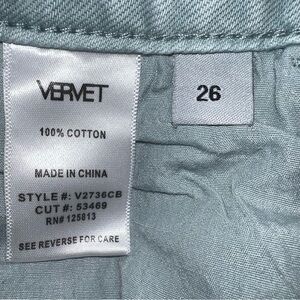 VERVET
26
100% COTTON
MADE IN CHINA
STYLE #: V2736CB
CUT #: 53469
RN# 125813
SEE REVERSE FOR CARE